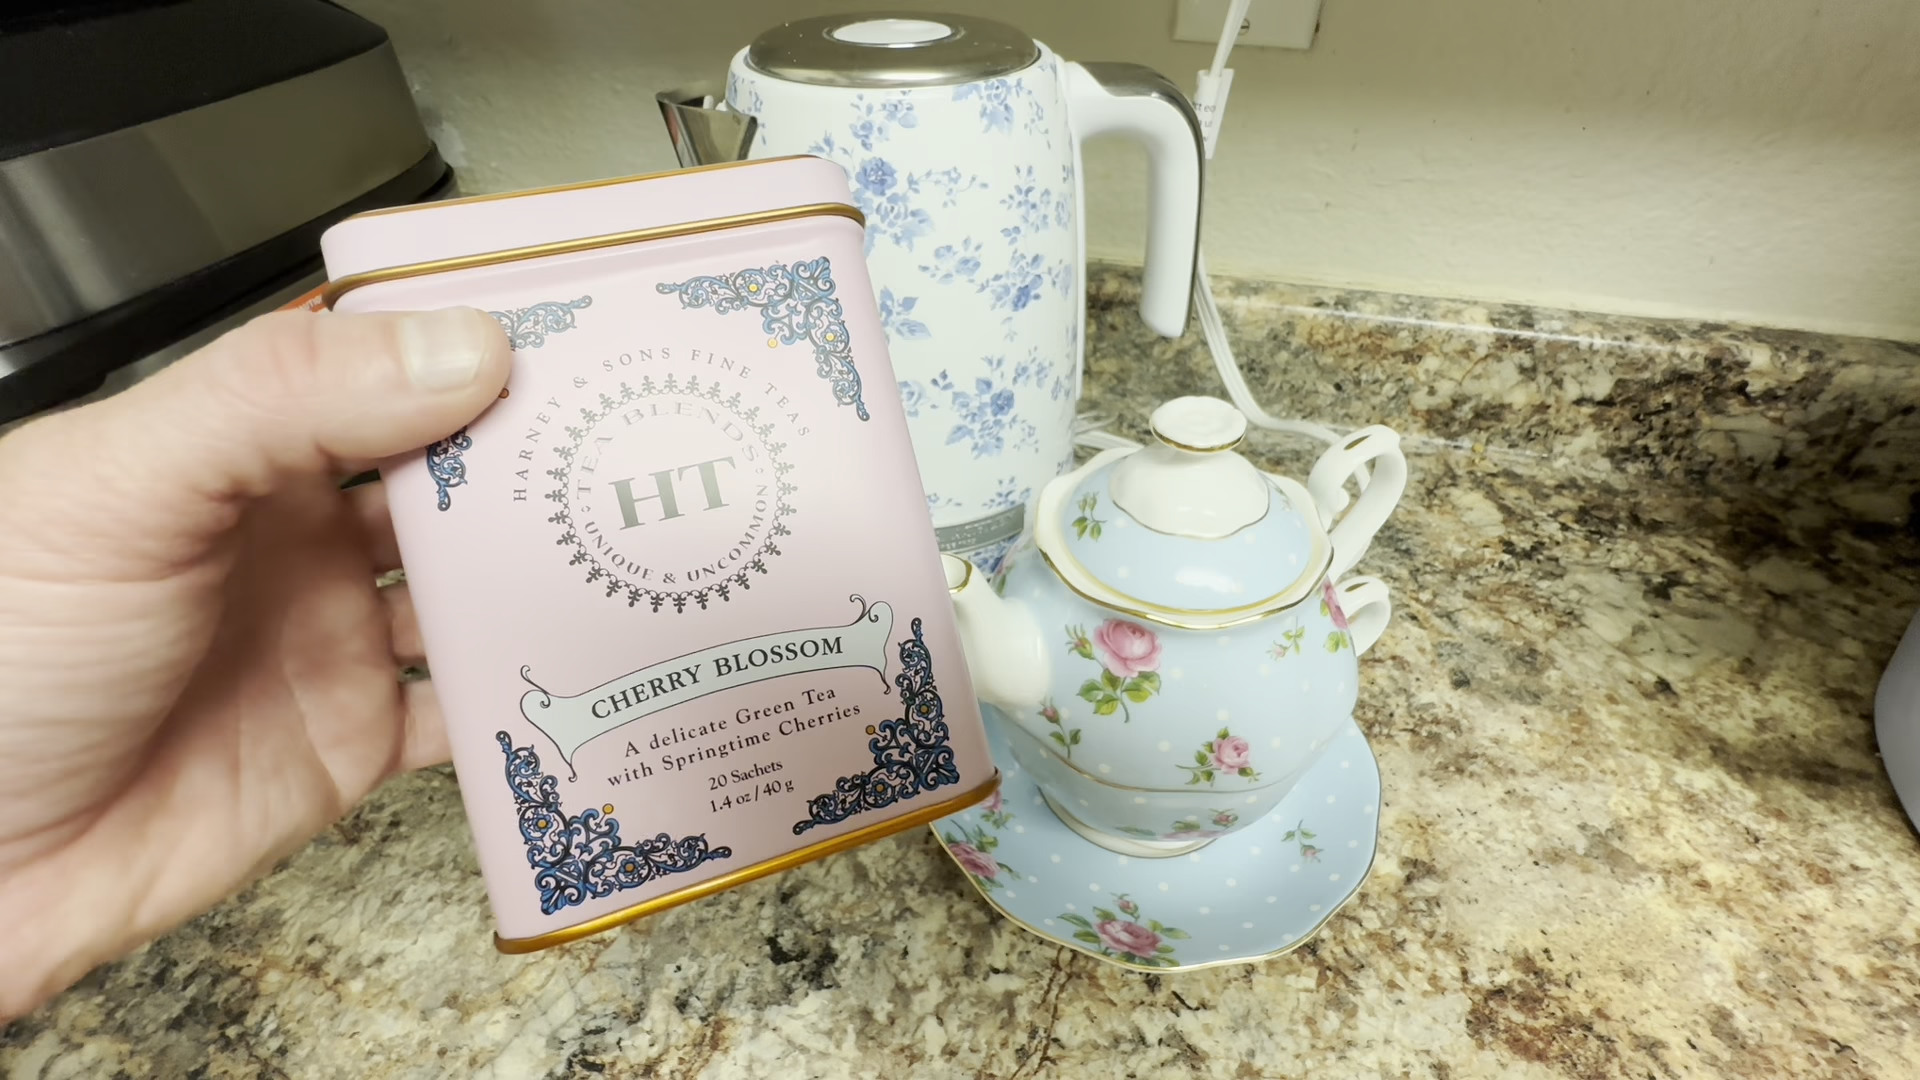 HARNEY & SONS FINE TEAS
TEA BLENDS
HT
UNIQUE & UNCOMMON
CHERRY BLOSSOM
A delicate Green Tea
with Springtime Cherries
20 Sachets
1.4 oz / 40 g